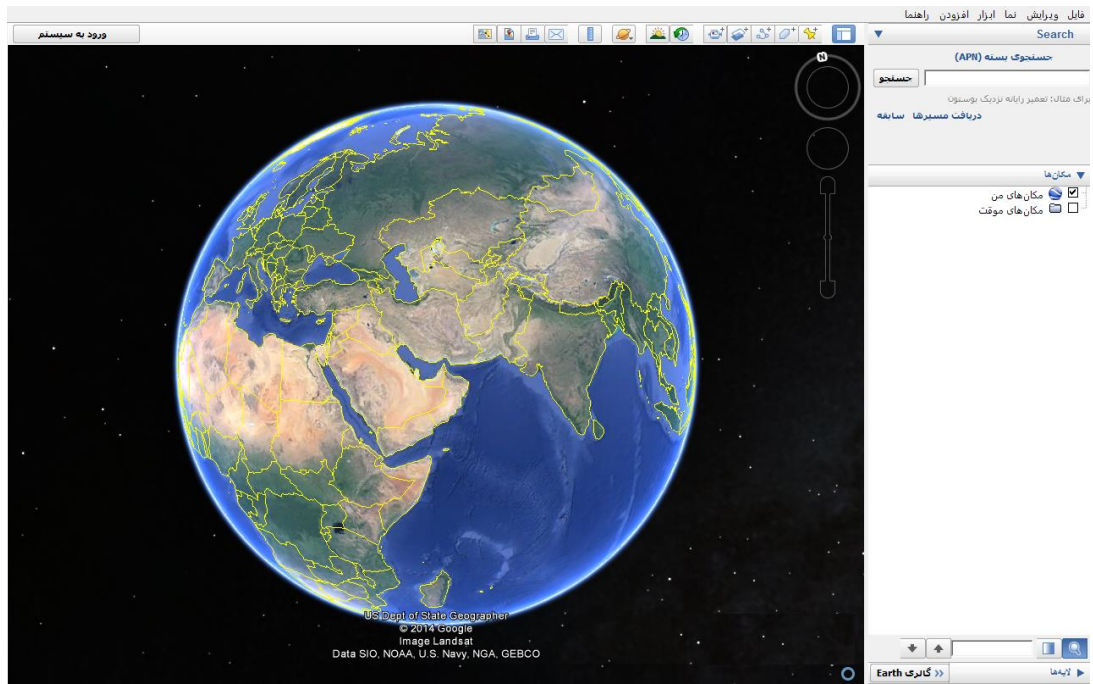 فایل ویرایش نما ابزار افزودن راهنما
ورود به سیستم
Search
جستجوی بسته (APN)
جستجو
برای مثال: تعمیر رایانه نزدیک بوستون
دریافت مسیرها سابقه
مکان‌ها
مکان‌های من
مکان‌های موقت
N
US Dept of State Geographer
© 2014 Google
Image Landsat
Data SIO, NOAA, U.S. Navy, NGA, GEBCO
لایه‌ها
گالری Earth >>